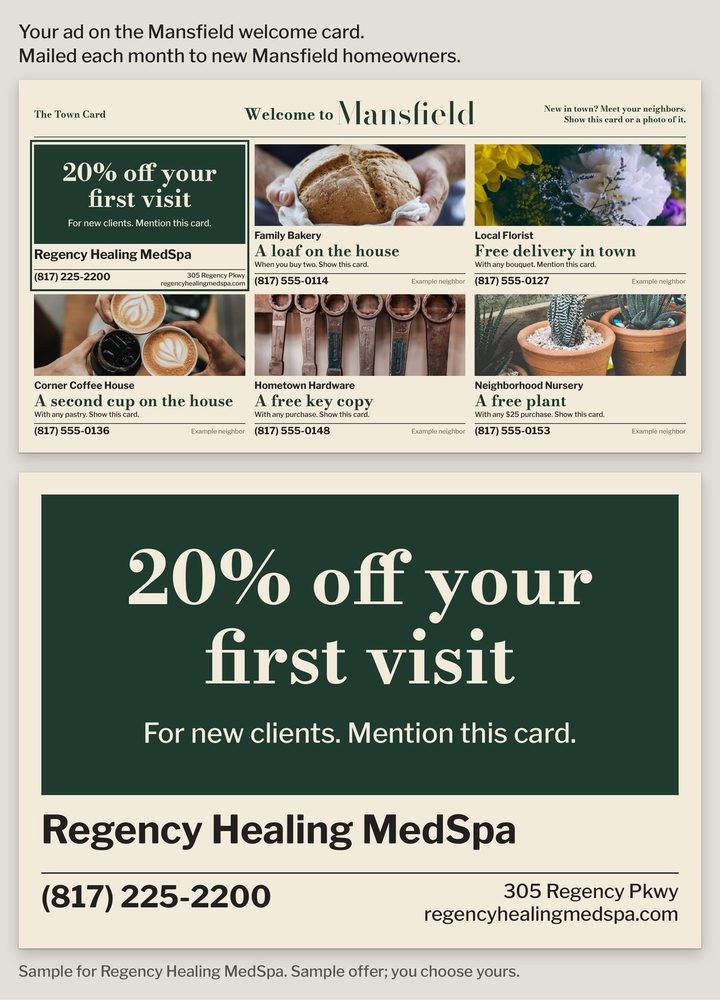 Your ad on the Mansfield welcome card.
Mailed each month to new Mansfield homeowners.
The Town Card
Welcome to Mansfield
New in town? Meet your neighbors.
Show this card or a photo of it.
20% off your
first visit
For new clients. Mention this card.
Regency Healing MedSpa
(817) 225-2200
305 Regency Pkwy
regencyhealingmedspa.com
Family Bakery
A loaf on the house
When you buy two. Show this card.
(817) 555-0114
Example neighbor
Local Florist
Free delivery in town
With any bouquet. Mention this card.
(817) 555-0127
Example neighbor
Corner Coffee House
A second cup on the house
With any pastry. Show this card.
(817) 555-0136
Example neighbor
Hometown Hardware
A free key copy
With any purchase. Show this card.
(817) 555-0148
Example neighbor
Neighborhood Nursery
A free plant
With any $25 purchase. Show this card.
(817) 555-0153
Example neighbor
20% off your
first visit
For new clients. Mention this card.
Regency Healing MedSpa
(817) 225-2200
305 Regency Pkwy
regencyhealingmedspa.com
Sample for Regency Healing MedSpa. Sample offer; you choose yours.